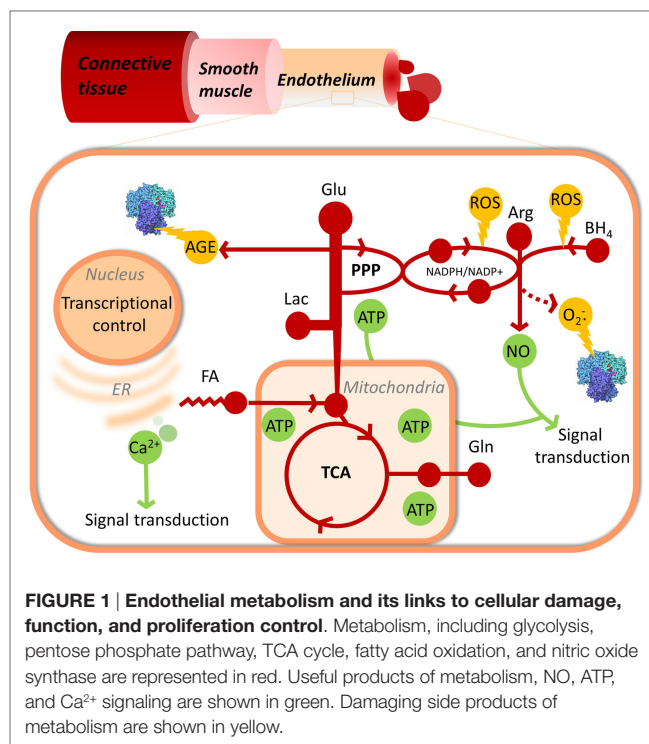 Connective
tissue
Smooth
muscle
Endothelium
Glu
ROS
Arg
ROS
BH₄
AGE
PPP
NADPH/NADP+
Nucleus
Transcriptional
control
Lac
ATP
O₂⁻:
NO
ER
FA
Mitochondria
ATP
ATP
Ca²⁺
TCA
Gln
Signal
transduction
ATP
Signal transduction
FIGURE 1 | Endothelial metabolism and its links to cellular damage,
function, and proliferation control. Metabolism, including glycolysis,
pentose phosphate pathway, TCA cycle, fatty acid oxidation, and nitric oxide
synthase are represented in red. Useful products of metabolism, NO, ATP,
and Ca²⁺ signaling are shown in green. Damaging side products of
metabolism are shown in yellow.